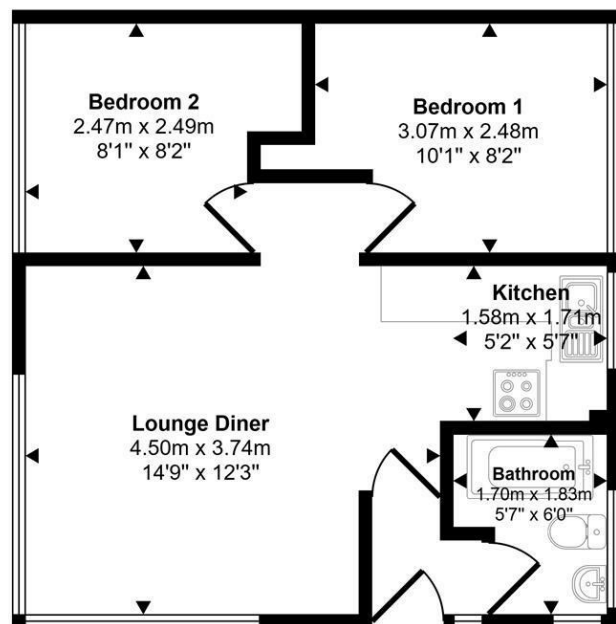 Bedroom 2
2.47m x 2.49m
8'1" x 8'2"
Bedroom 1
3.07m x 2.48m
10'1" x 8'2"
Kitchen
1.58m x 1.71m
5'2" x 5'7"
Lounge Diner
4.50m x 3.74m
14'9" x 12'3"
Bathroom
1.70m x 1.83m
5'7" x 6'0"